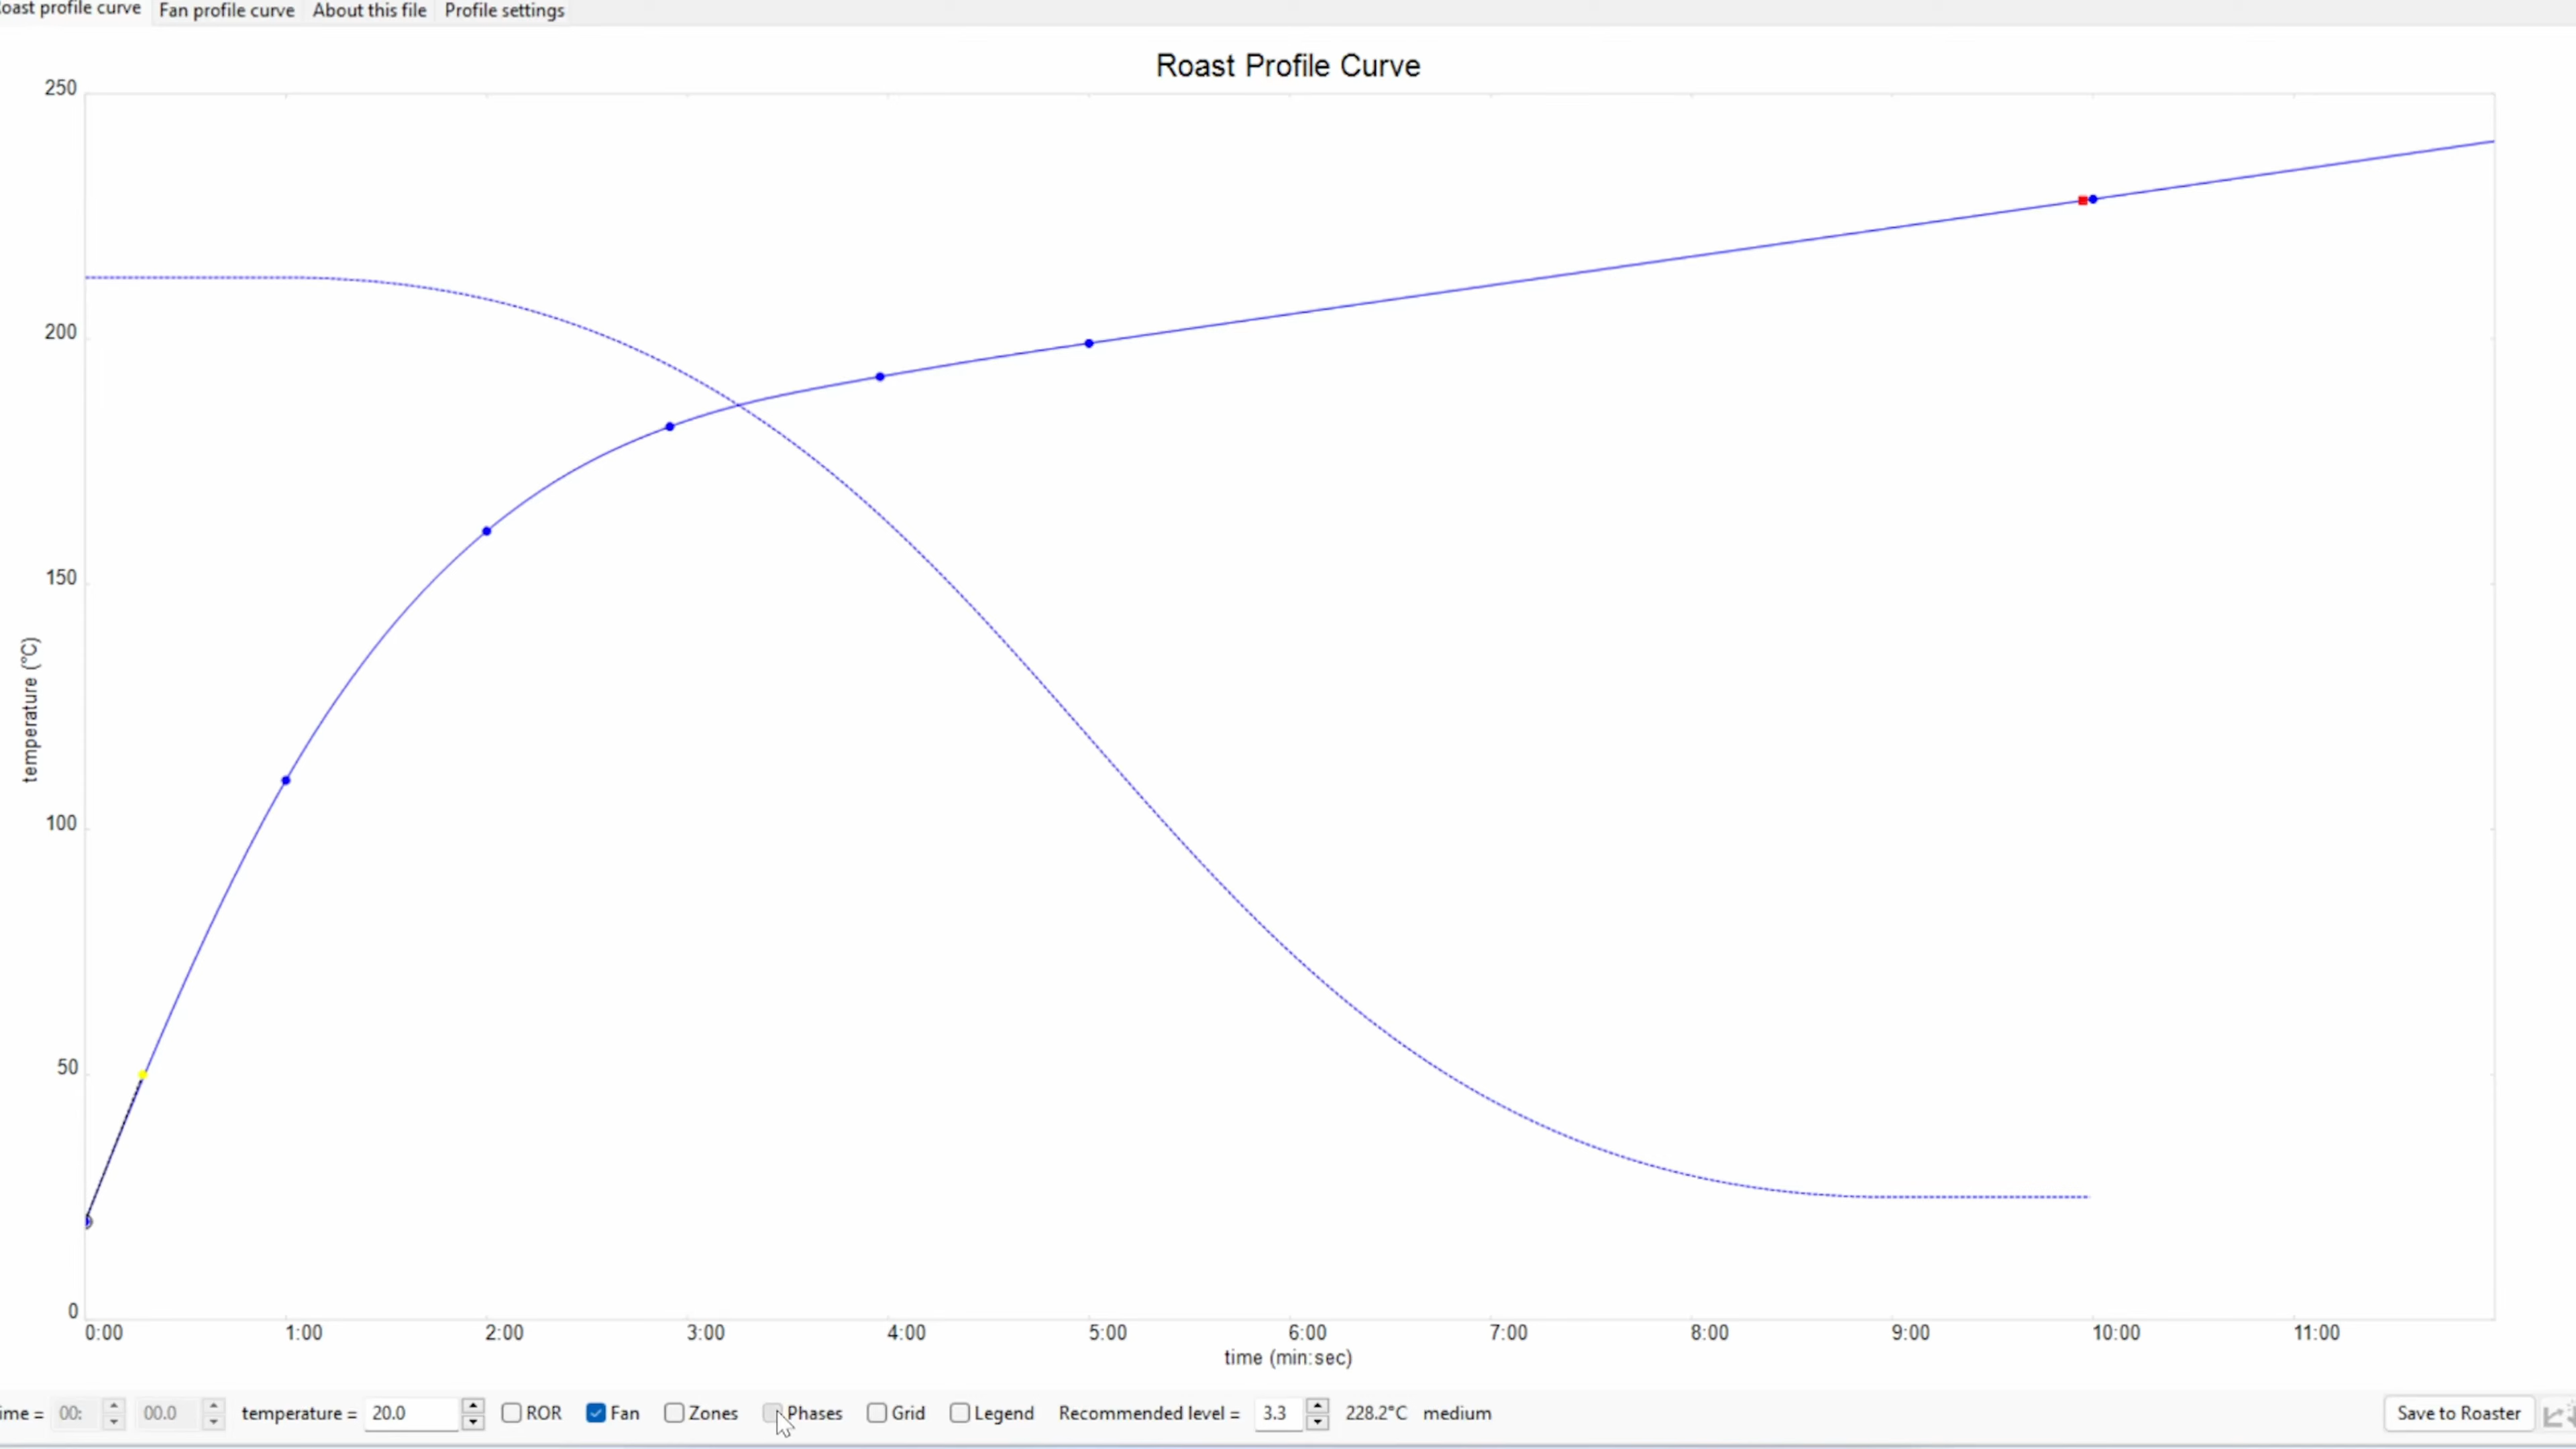 oast profile curve Fan profile curve About this file Profile settings
Roast Profile Curve
250
200
150
100
50
0
temperature (°C)
0:00 1:00 2:00 3:00 4:00 5:00 6:00 7:00 8:00 9:00 10:00 11:00
time (min:sec)
ime = 00: 00.0 temperature = 20.0 ROR Fan Zones Phases Grid Legend Recommended level = 3.3 228.2°C medium Save to Roaster